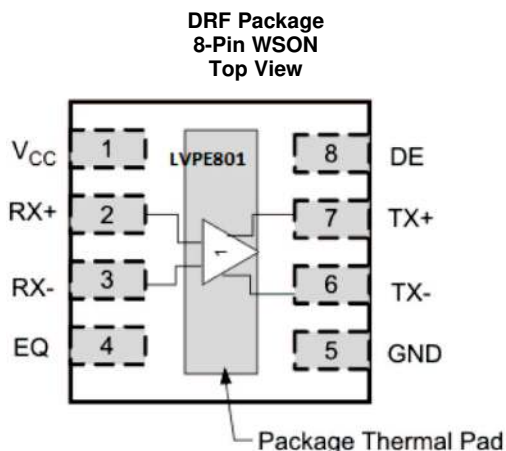 DRF Package
8-Pin WSON
Top View
VCC 1 LVPE801 8 DE
RX+ 2 7 TX+
1
RX- 3 6 TX-
EQ 4 5 GND
Package Thermal Pad